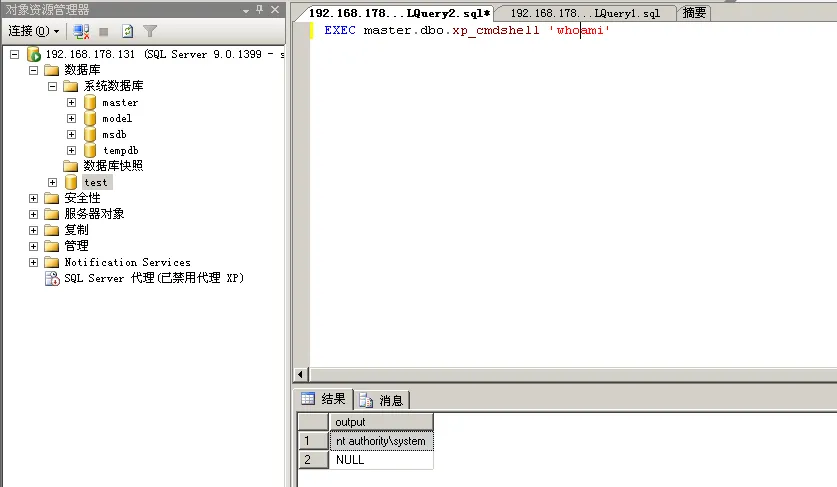 对象资源管理器
连接(O)
192.168.178.131 (SQL Server 9.0.1399 - s
数据库
系统数据库
master
model
msdb
tempdb
数据库快照
test
安全性
服务器对象
复制
管理
Notification Services
SQL Server 代理(已禁用代理 XP)
192.168.178...LQuery2.sql* 192.168.178...LQuery1.sql 摘要
EXEC master.dbo.xp_cmdshell 'whoami'
结果 消息
output
1 nt authority\system
2 NULL